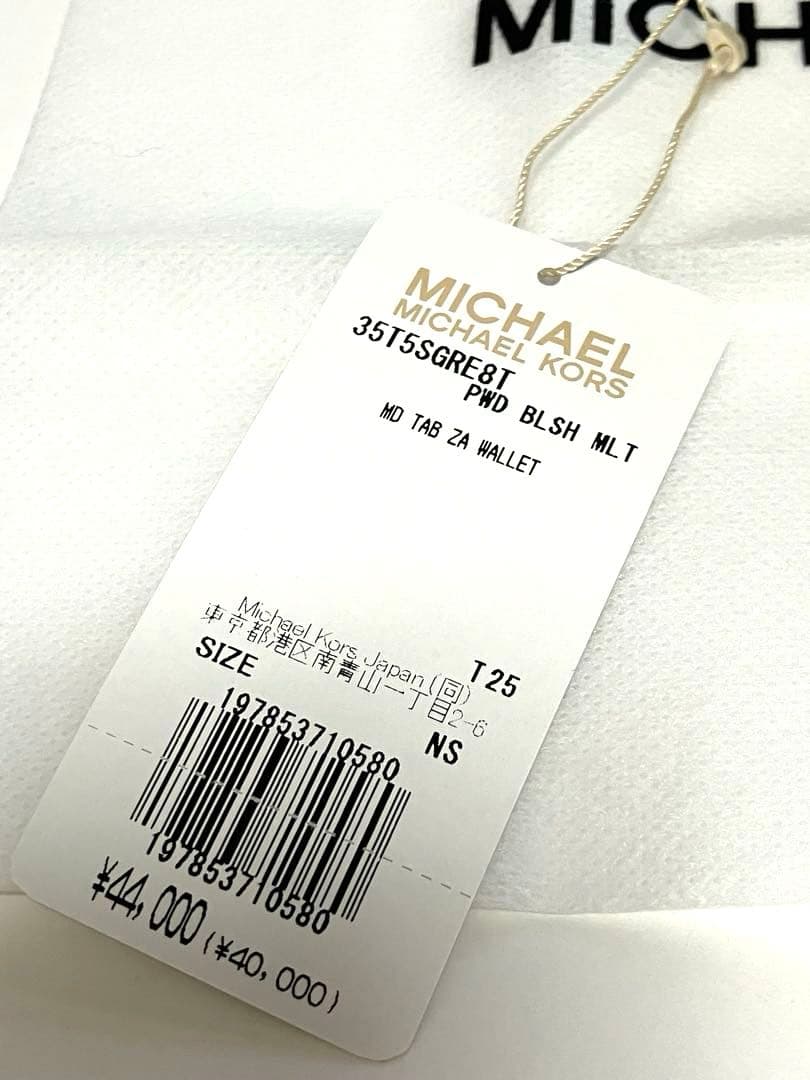 MICH
MICHAEL
MICHAEL KORS
35T5SGRE8T
PWD BLSH MLT
MD TAB ZA WALLET
Michael Kors Japan (同)
東京都港区南青山一丁目2-6
T25
SIZE
NS
197853710580
197853710580
¥44,000 (¥40,000)